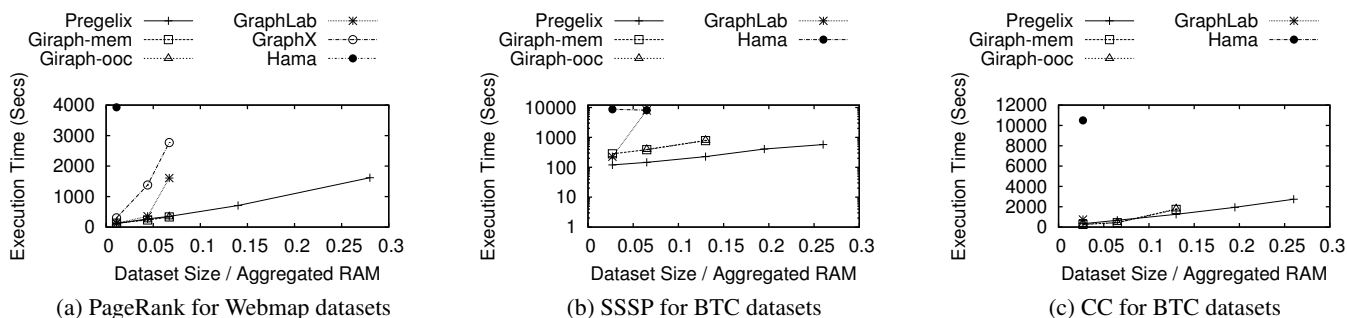 Pregelix
Giraph-mem
Giraph-ooc
GraphLab
GraphX
Hama
Execution Time (Secs)
4000
3000
2000
1000
0
0 0.05 0.1 0.15 0.2 0.25 0.3
Dataset Size / Aggregated RAM
(a) PageRank for Webmap datasets
Pregelix
Giraph-mem
Giraph-ooc
GraphLab
Hama
Execution Time (Secs)
10000
1000
100
10
1
0 0.05 0.1 0.15 0.2 0.25 0.3
Dataset Size / Aggregated RAM
(b) SSSP for BTC datasets
Pregelix
Giraph-mem
Giraph-ooc
GraphLab
Hama
Execution Time (Secs)
12000
10000
8000
6000
4000
2000
0
0 0.05 0.1 0.15 0.2 0.25 0.3
Dataset Size / Aggregated RAM
(c) CC for BTC datasets